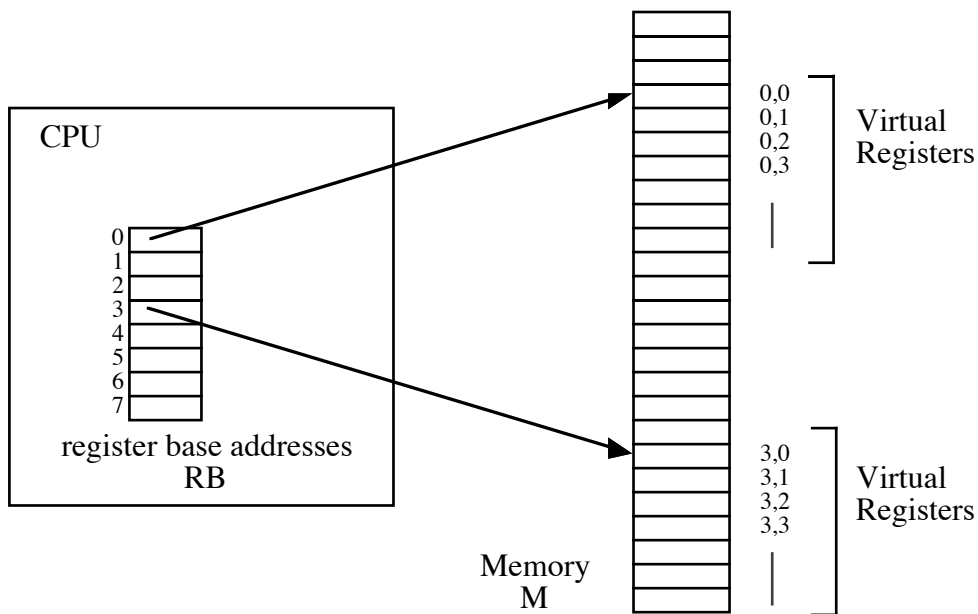 CPU
0
1
2
3
4
5
6
7
register base addresses
RB
Memory
M
0,0
0,1
0,2
0,3
Virtual
Registers
3,0
3,1
3,2
3,3
Virtual
Registers